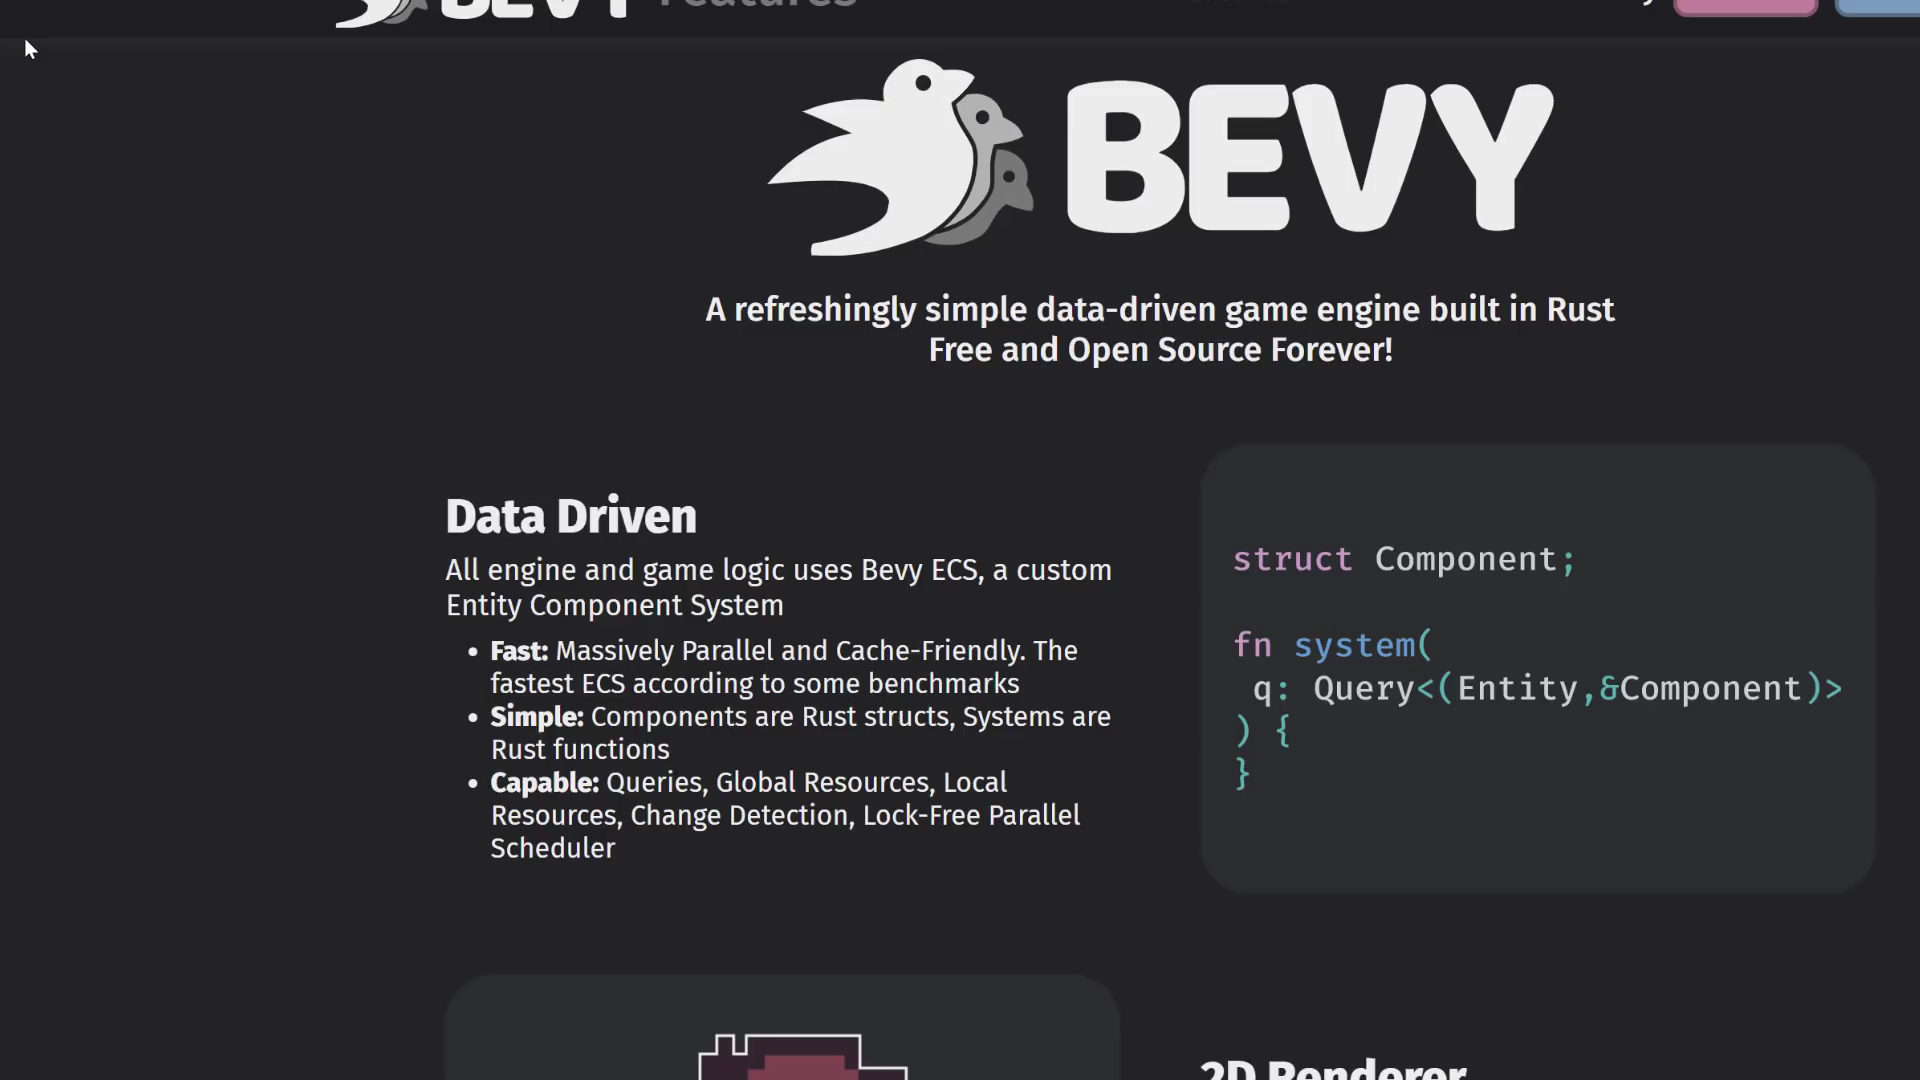 BEVY Features
BEVY
A refreshingly simple data-driven game engine built in Rust
Free and Open Source Forever!
Data Driven
All engine and game logic uses Bevy ECS, a custom
Entity Component System
• Fast: Massively Parallel and Cache-Friendly. The
fastest ECS according to some benchmarks
• Simple: Components are Rust structs, Systems are
Rust functions
• Capable: Queries, Global Resources, Local
Resources, Change Detection, Lock-Free Parallel
Scheduler
struct Component;
fn system(
q: Query<(Entity,&Component)>
) {
}
2D Renderer